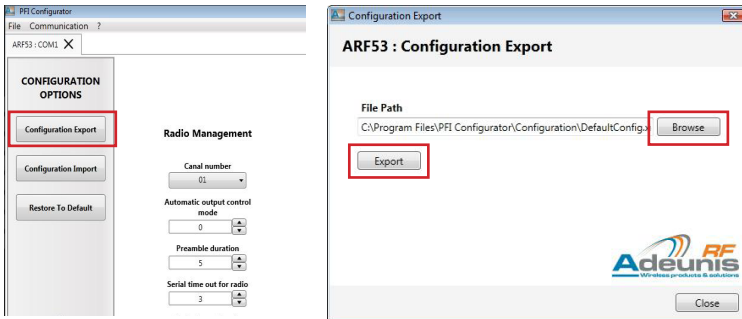 PFI Configurator
File Communication ?
ARF53 : COM1 X
CONFIGURATION
OPTIONS
Configuration Export
Configuration Import
Restore To Default
Radio Management
Canal number
01
Automatic output control
mode
0
Preamble duration
5
Serial time out for radio
3
Configuration Export
ARF53 : Configuration Export
File Path
C:\Program Files\PFI Configurator\Configuration\DefaultConfig.x
Browse
Export
Adeunis RF
Wireless products & solutions
Close